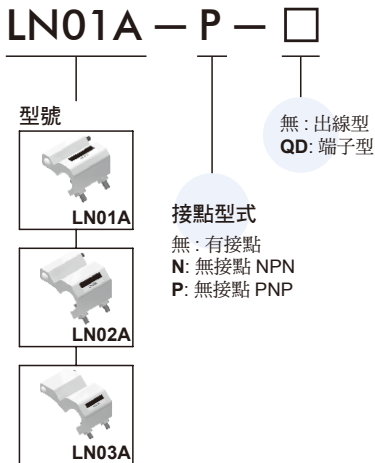 LN01A — P — □
型號
LN01A
LN02A
LN03A
接點型式
無 : 有接點
N: 無接點 NPN
P: 無接點 PNP
無 : 出線型
QD: 端子型